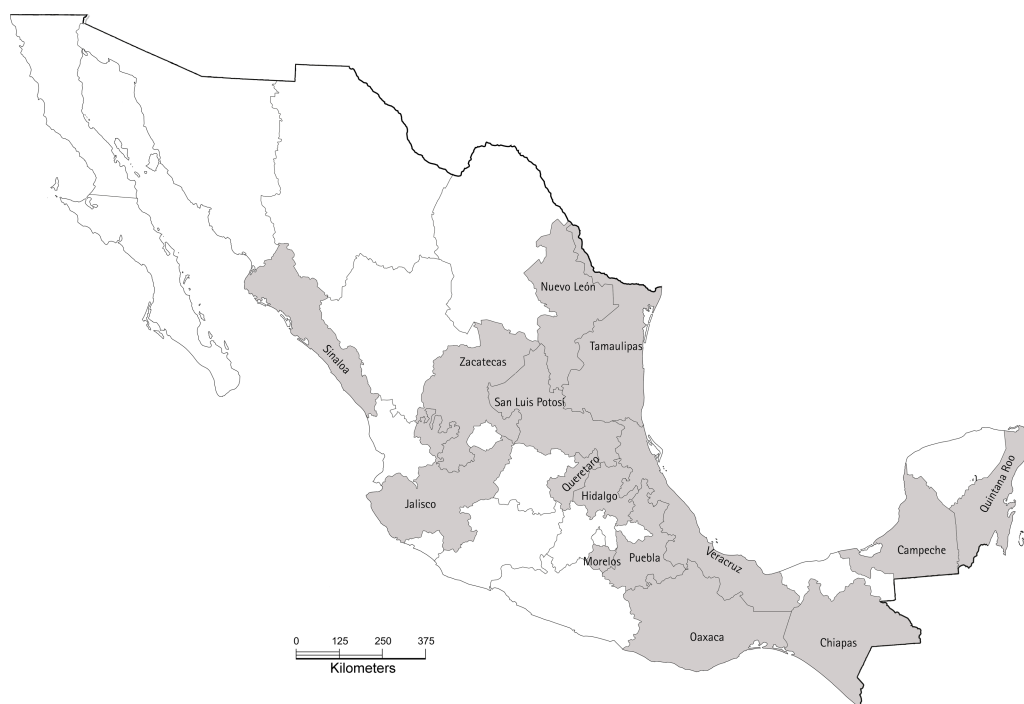 Nuevo León
Tamaulipas
Sinaloa
Zacatecas
San Luis Potosí
Queretaro
Quintana Roo
Hidalgo
Jalisco
Campeche
Veracruz
Puebla
Morelos
Oaxaca
Chiapas
0 125 250 375
Kilometers